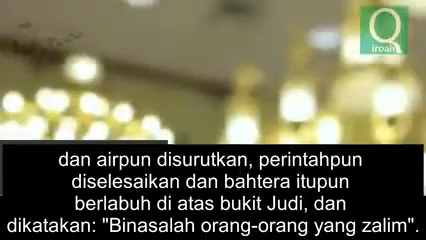 Q
iroah
dan airpun disurutkan, perintahpun
diselesaikan dan bahtera itupun
berlabuh di atas bukit Judi, dan
dikatakan: "Binasalah orang-orang yang zalim".